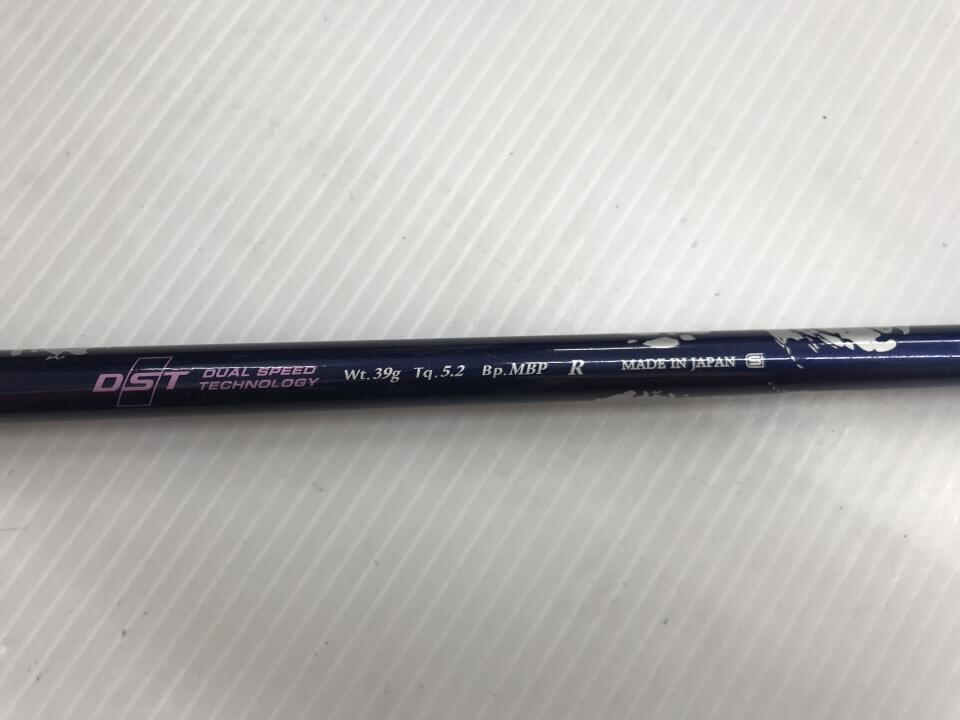 DST DUAL SPEED TECHNOLOGY Wt.39g Tq.5.2 Bp.MBP R MADE IN JAPAN S